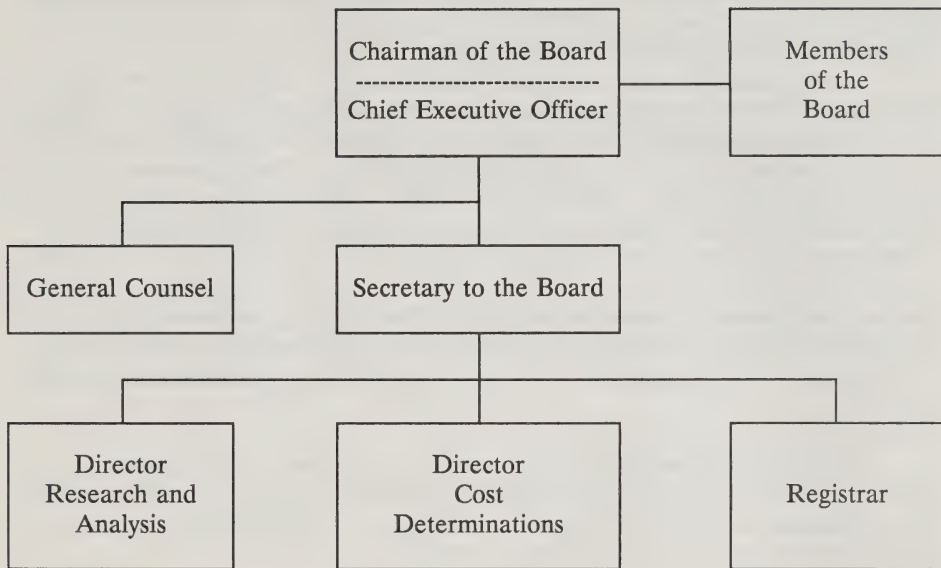 Chairman of the Board
Chief Executive Officer
Members
of the
Board
General Counsel
Secretary to the Board
Director
Research and
Analysis
Director
Cost
Determinations
Registrar